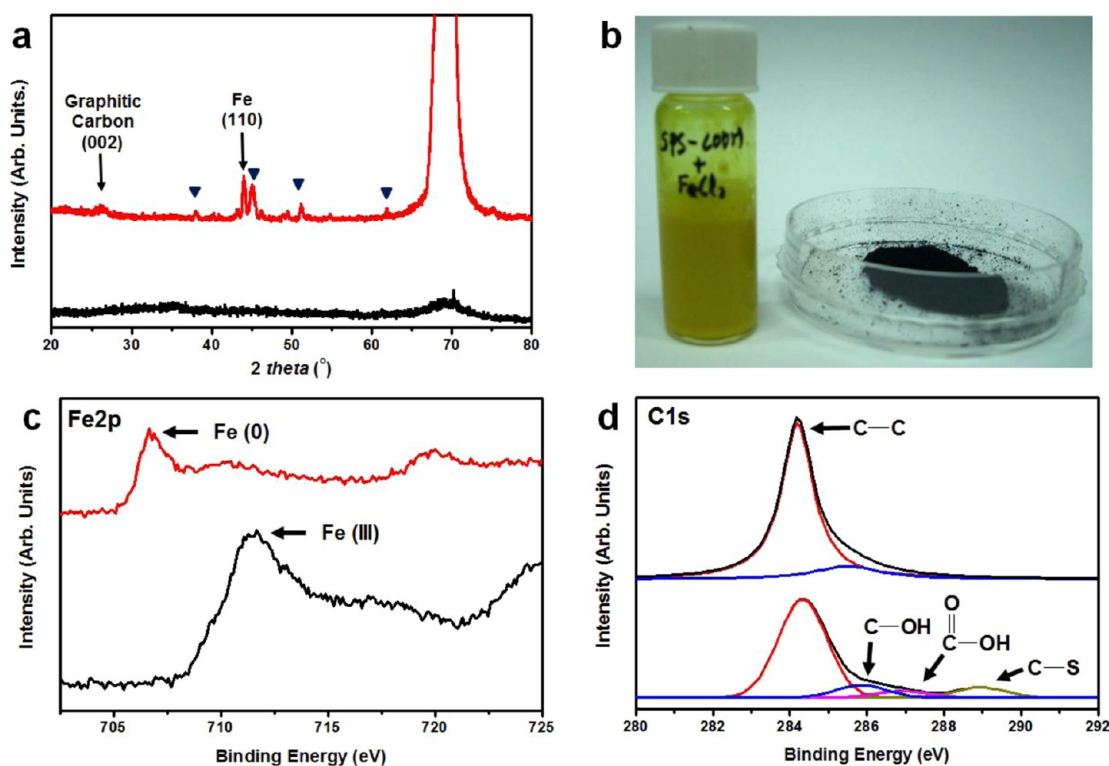 a
Graphitic
Carbon
(002)
Fe
(110)
Intensity (Arb. Units.)
20 30 40 50 60 70 80
2 theta (°)
b
SPS-COOH
+
FeCl3
c
Fe2p
Fe (0)
Fe (III)
Intensity (Arb. Units)
705 710 715 720 725
Binding Energy (eV)
d
C1s
C—C
C—OH
O
C—OH
C—S
Intensity (Arb. Units)
280 282 284 286 288 290 292
Binding Energy (eV)